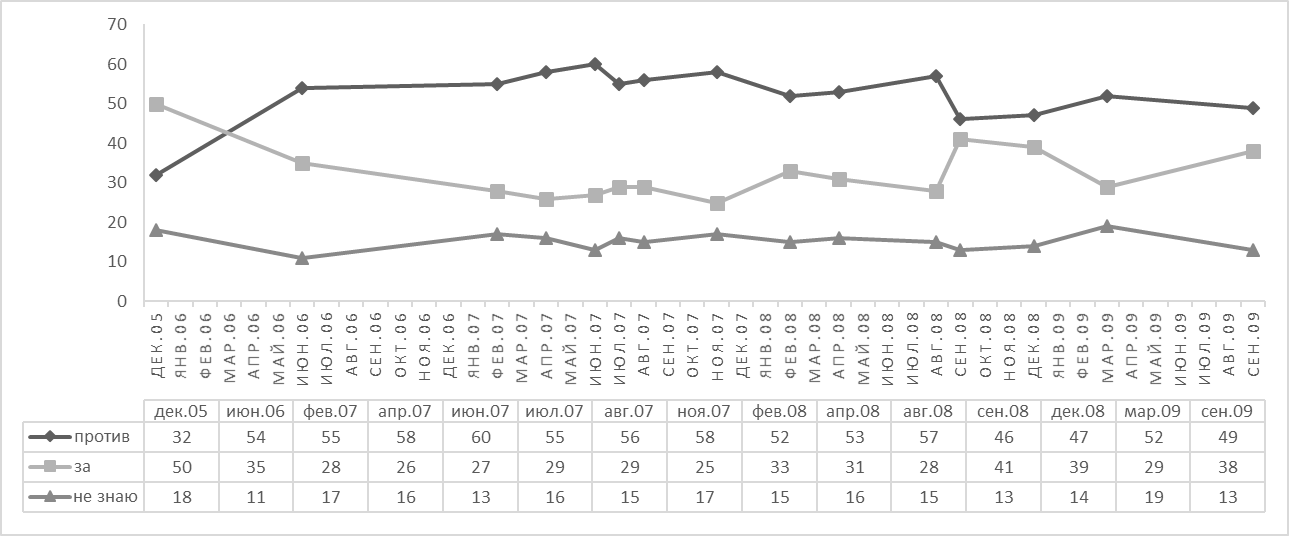 70
60
50
40
30
20
10
0
ДЕК.05 ЯНВ.06 ФЕВ.06 МАР.06 АПР.06 МАЙ.06 ИЮН.06 ИЮЛ.06 АВГ.06 СЕН.06 ОКТ.06 НОЯ.06 ДЕК.06 ЯНВ.07 ФЕВ.07 МАР.07 АПР.07 МАЙ.07 ИЮН.07 ИЮЛ.07 АВГ.07 СЕН.07 ОКТ.07 НОЯ.07 ДЕК.07 ЯНВ.08 ФЕВ.08 МАР.08 АПР.08 МАЙ.08 ИЮН.08 ИЮЛ.08 АВГ.08 СЕН.08 ОКТ.08 НОЯ.08 ДЕК.08 ЯНВ.09 ФЕВ.09 МАР.09 АПР.09 МАЙ.09 ИЮН.09 ИЮЛ.09 АВГ.09 СЕН.09
дек.05 июн.06 фев.07 апр.07 июн.07 июл.07 авг.07 ноя.07 фев.08 апр.08 авг.08 сен.08 дек.08 мар.09 сен.09
против 32 54 55 58 60 55 56 58 52 53 57 46 47 52 49
за 50 35 28 26 27 29 29 25 33 31 28 41 39 29 38
не знаю 18 11 17 16 13 16 15 17 15 16 15 13 14 19 13